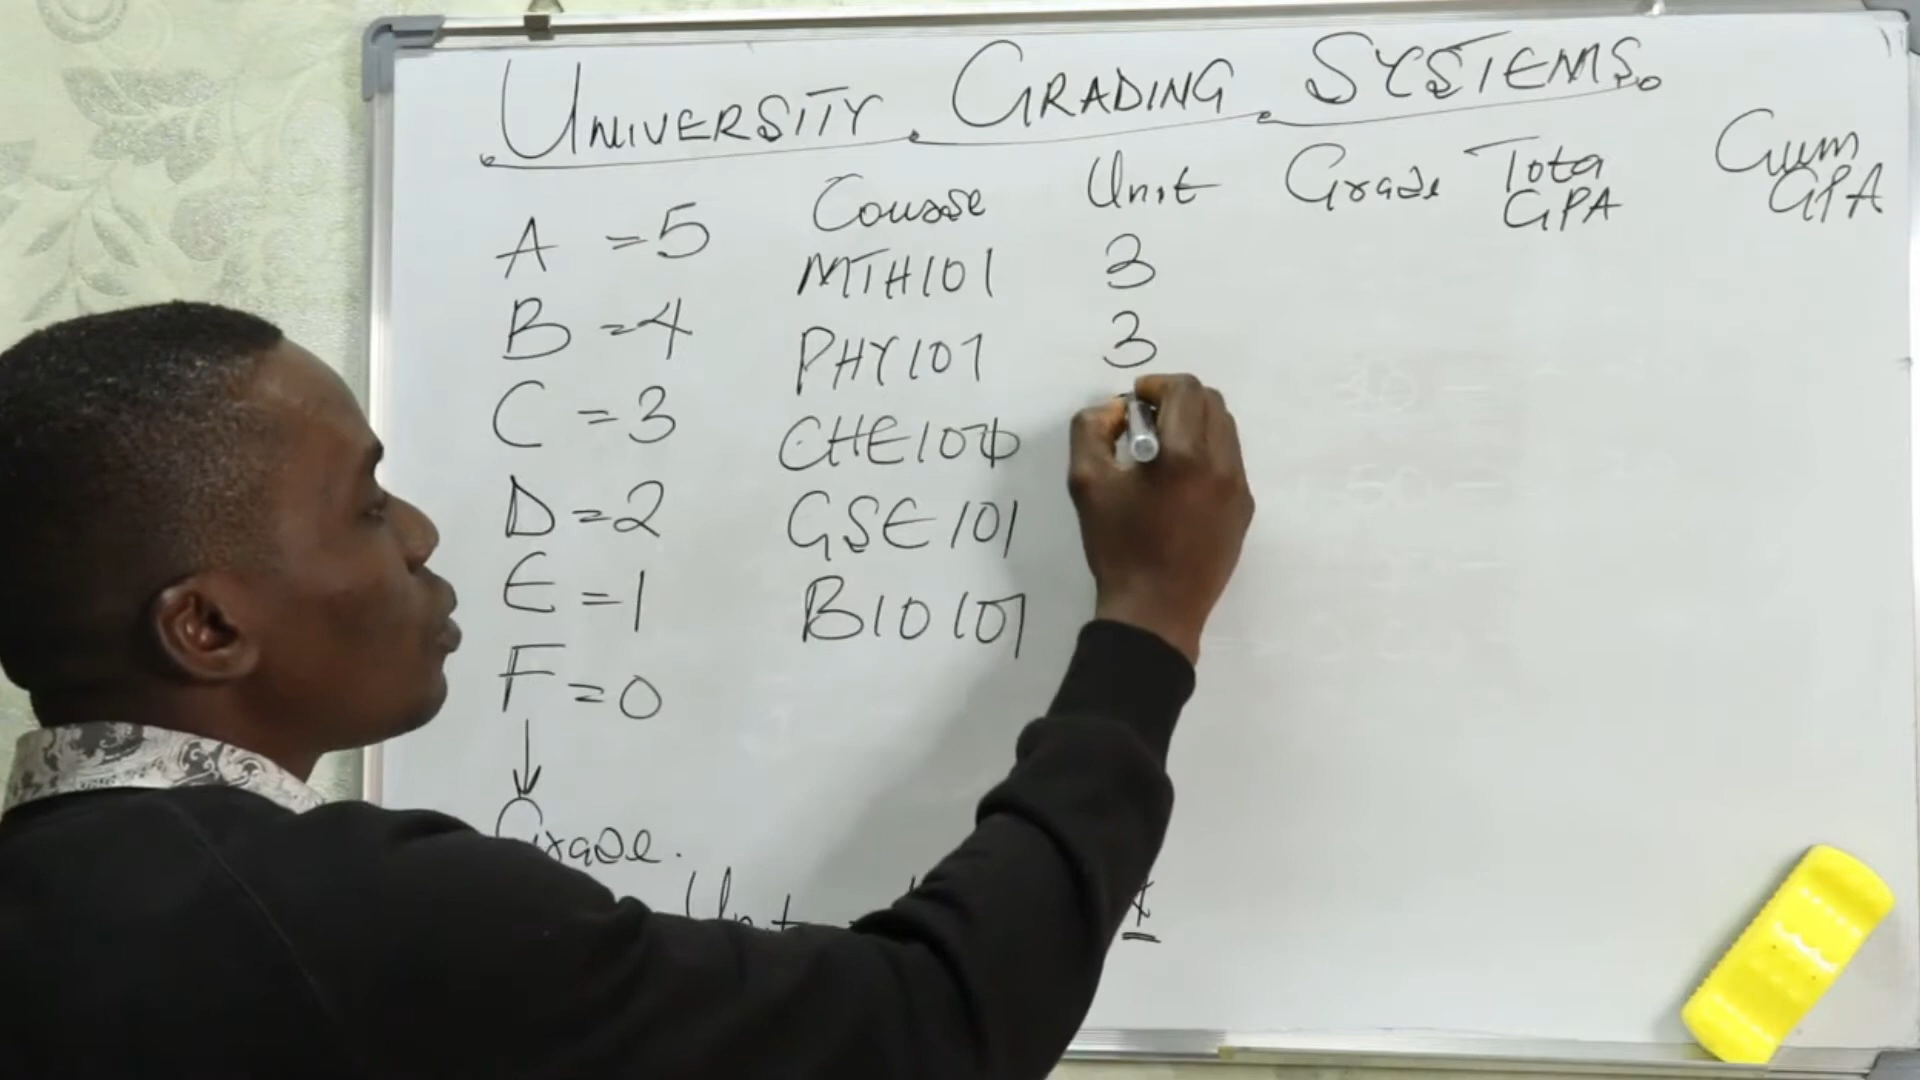 UNIVERSITY GRADING SYSTEMS.
Course Unit Grade Total GPA Cum GPA
A = 5
B = 4
C = 3
D = 2
E = 1
F = 0
Grade.
Unit
MTH101 3
PHY101 3
CHE101
GSE101
BIO101